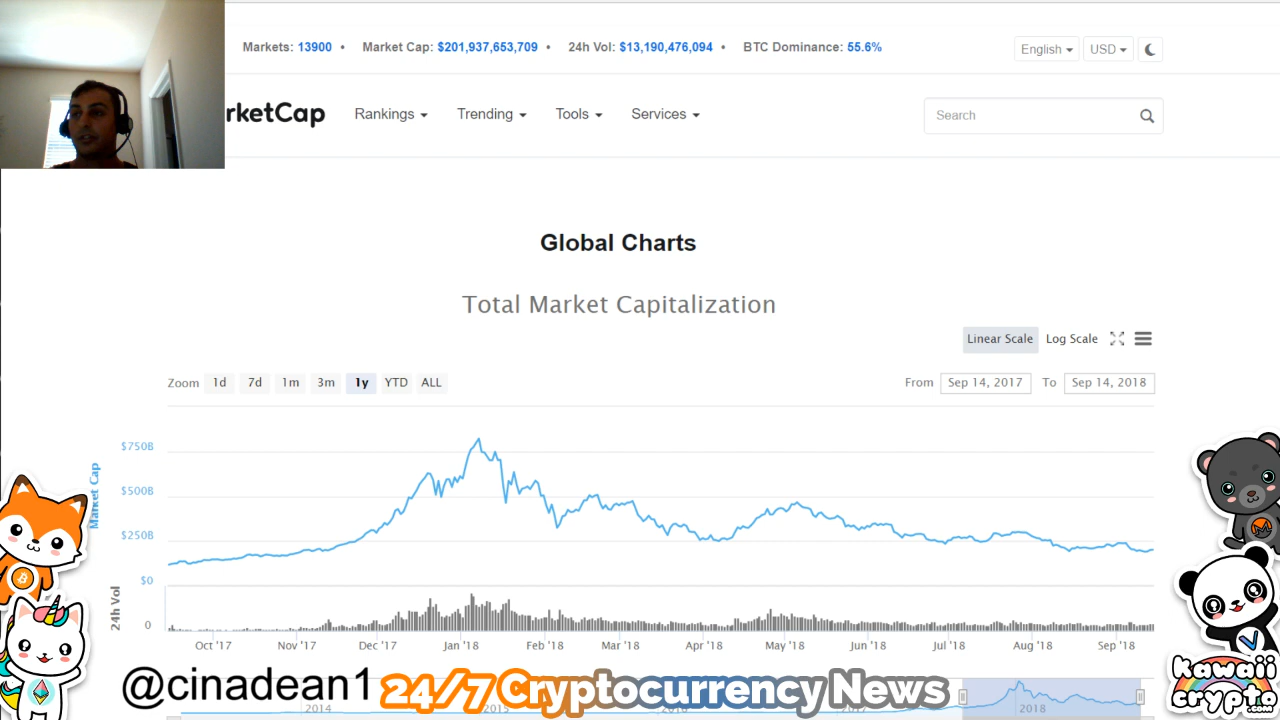 Markets: 13900 • Market Cap: $201,937,653,709 • 24h Vol: $13,190,476,094 • BTC Dominance: 55.6%
English USD
rketCap Rankings Trending Tools Services Search
Global Charts
Total Market Capitalization
Linear Scale Log Scale
Zoom 1d 7d 1m 3m 1y YTD ALL From Sep 14, 2017 To Sep 14, 2018
$750B
$500B
$250B
$0
Market Cap
24h Vol
0
Oct '17 Nov '17 Dec '17 Jan '18 Feb '18 Mar '18 Apr '18 May '18 Jun '18 Jul '18 Aug '18 Sep '18
@cinadean1 24/7 Cryptocurrency News
kawaii
crypto
.com
2014 2015 2016 2017 2018